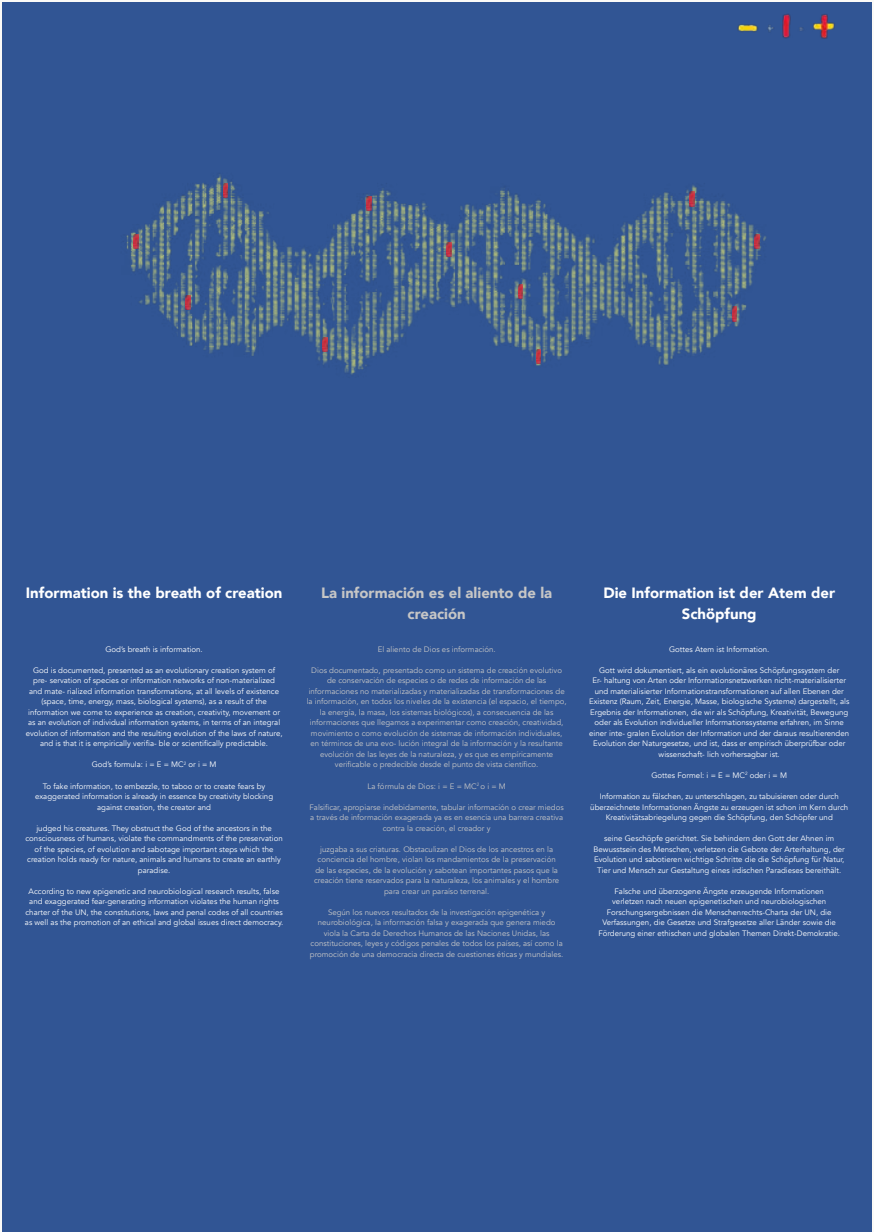 Information is the breath of creation
God's breath is information.
God is documented, presented as an evolutionary creation system of
pre- servation of species or information networks of non-materialized
and mate- rialized information transformations, at all levels of existence
(space, time, energy, mass, biological systems), as a result of the
information we come to experience as creation, creativity, movement or
as an evolution of individual information systems, in terms of an integral
evolution of information and the resulting evolution of the laws of nature,
and is that it is empirically verifia- ble or scientifically predictable.
God's formula: i = E = MC² or i = M
To fake information, to embezzle, to taboo or to create fears by
exaggerated information is already in essence by creativity blocking
against creation, the creator and
judged his creatures. They obstruct the God of the ancestors in the
consciousness of humans, violate the commandments of the preservation
of the species, of evolution and sabotage important steps which the
creation holds ready for nature, animals and humans to create an earthly
paradise.
According to new epigenetic and neurobiological research results, false
and exaggerated fear-generating information violates the human rights
charter of the UN, the constitutions, laws and penal codes of all countries
as well as the promotion of an ethical and global issues direct democracy.
La información es el aliento de la
creación
El aliento de Dios es información.
Dios documentado, presentado como un sistema de creación evolutivo
de conservación de especies o de redes de información de las
informaciones no materializadas y materializadas de transformaciones de
la información, en todos los niveles de la existencia (el espacio, el tiempo,
la energía, la masa, los sistemas biológicos), a consecuencia de las
informaciones que llegamos a experimentar como creación, creatividad,
movimiento o como evolución de sistemas de información individuales,
en términos de una evo- lución integral de la información y la resultante
evolución de las leyes de la naturaleza, y es que es empíricamente
verificable o predecible desde el punto de vista científico.
La fórmula de Dios: i = E = MC² o i = M
Falsificar, apropiarse indebidamente, tabular información o crear miedos
a través de información exagerada ya es en esencia una barrera creativa
contra la creación, el creador y
juzgaba a sus criaturas. Obstaculizan el Dios de los ancestros en la
conciencia del hombre, violan los mandamientos de la preservación
de las especies, de la evolución y sabotean importantes pasos que la
creación tiene reservados para la naturaleza, los animales y el hombre
para crear un paraíso terrenal.
Según los nuevos resultados de la investigación epigenética y
neurobiológica, la información falsa y exagerada que genera miedo
viola la Carta de Derechos Humanos de las Naciones Unidas, las
constituciones, leyes y códigos penales de todos los países, así como la
promoción de una democracia directa de cuestiones éticas y mundiales.
Die Information ist der Atem der
Schöpfung
Gottes Atem ist Information.
Gott wird dokumentiert, als ein evolutionäres Schöpfungssystem der
Er- haltung von Arten oder Informationsnetzwerken nicht-materialisierter
und materialisierter Informationstransformationen auf allen Ebenen der
Existenz (Raum, Zeit, Energie, Masse, biologische Systeme) dargestellt, als
Ergebnis der Informationen, die wir als Schöpfung, Kreativität, Bewegung
oder als Evolution individueller Informationssysteme erfahren, im Sinne
einer inte- gralen Evolution der Information und der daraus resultierenden
Evolution der Naturgesetze, und ist, dass er empirisch überprüfbar oder
wissenschaft- lich vorhersagbar ist.
Gottes Formel: i = E = MC² oder i = M
Information zu fälschen, zu unterschlagen, zu tabuisieren oder durch
überzeichnete Informationen Ängste zu erzeugen ist schon im Kern durch
Kreativitätsabriegelung gegen die Schöpfung, den Schöpfer und
seine Geschöpfe gerichtet. Sie behindern den Gott der Ahnen im
Bewusstsein des Menschen, verletzen die Gebote der Arterhaltung, der
Evolution und sabotieren wichtige Schritte die die Schöpfung für Natur,
Tier und Mensch zur Gestaltung eines irdischen Paradieses bereithält.
Falsche und überzogene Ängste erzeugende Informationen
verletzen nach neuen epigenetischen und neurobiologischen
Forschungsergebnissen die Menschenrechts-Charta der UN, die
Verfassungen, die Gesetze und Strafgesetze aller Länder sowie die
Förderung einer ethischen und globalen Themen Direkt-Demokratie.